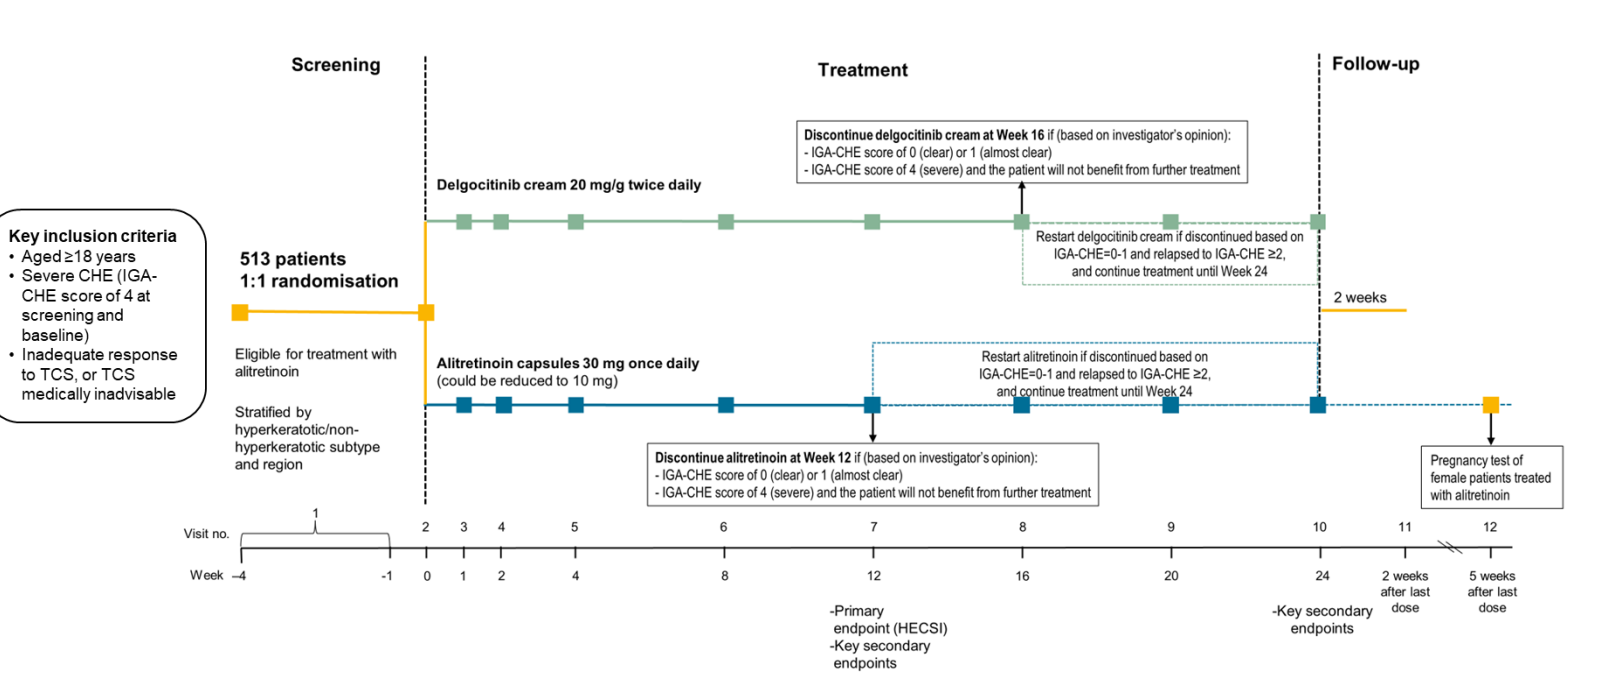 Screening
Treatment
Follow-up
Discontinue delgocitinib cream at Week 16 if (based on investigator's opinion):
- IGA-CHE score of 0 (clear) or 1 (almost clear)
- IGA-CHE score of 4 (severe) and the patient will not benefit from further treatment
Delgocitinib cream 20 mg/g twice daily
Restart delgocitinib cream if discontinued based on
IGA-CHE=0-1 and relapsed to IGA-CHE ≥2,
and continue treatment until Week 24
Key inclusion criteria
• Aged ≥18 years
• Severe CHE (IGA-
CHE score of 4 at
screening and
baseline)
• Inadequate response
to TCS, or TCS
medically inadvisable
513 patients
1:1 randomisation
2 weeks
Eligible for treatment with
alitretinoin
Stratified by
hyperkeratotic/non-
hyperkeratotic subtype
and region
Alitretinoin capsules 30 mg once daily
(could be reduced to 10 mg)
Restart alitretinoin if discontinued based on
IGA-CHE=0-1 and relapsed to IGA-CHE ≥2,
and continue treatment until Week 24
Discontinue alitretinoin at Week 12 if (based on investigator's opinion):
- IGA-CHE score of 0 (clear) or 1 (almost clear)
- IGA-CHE score of 4 (severe) and the patient will not benefit from further treatment
Pregnancy test of
female patients treated
with alitretinoin
Visit no. 1 2 3 4 5 6 7 8 9 10 11 12
Week –4 -1 0 1 2 4 8 12 16 20 24
2 weeks
after last
dose
5 weeks
after last
dose
-Primary
endpoint (HECSI)
-Key secondary
endpoints
-Key secondary
endpoints